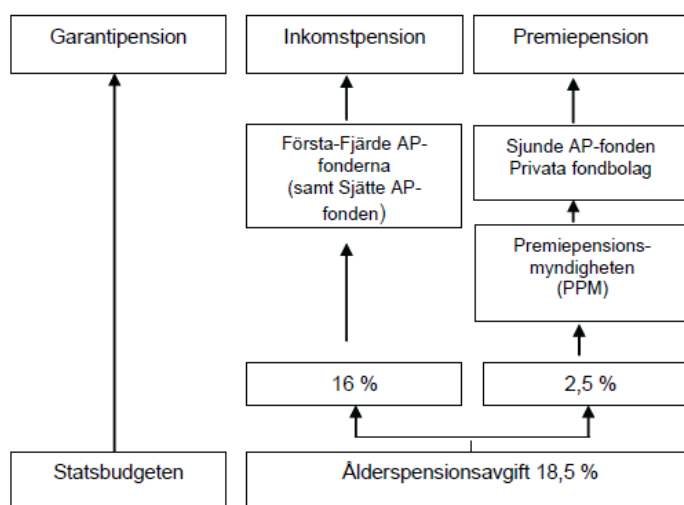 Garantipension
Inkomstpension
Premiepension
Första-Fjärde AP-
fonderna
(samt Sjätte AP-
fonden)
Sjunde AP-fonden
Privata fondbolag
Premiepensions-
myndigheten
(PPM)
16 %
2,5 %
Statsbudgeten
Ålderspensionsavgift 18,5 %